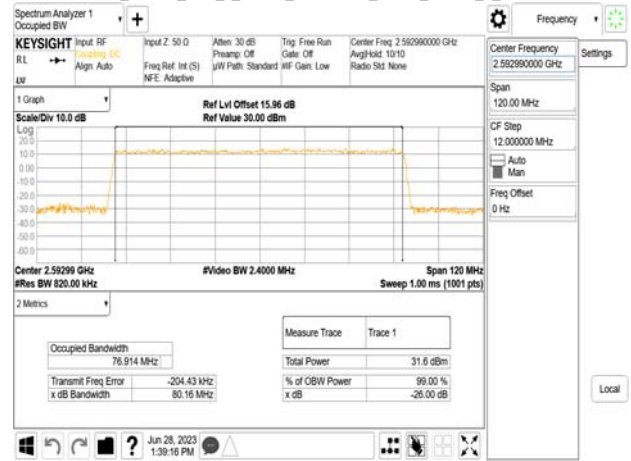 Spectrum Analyzer 1
Occupied BW
+
Frequency
KEYSIGHT
RL
Input: RF
Coupling: DC
Align: Auto
Input Z: 50 Ω
Freq Ref: Int (S)
NFE: Adaptive
Atten: 30 dB
Preamp: Off
µW Path: Standard
Trig: Free Run
Gate: Off
#IF Gain: Low
Center Freq: 2.592990000 GHz
Avg|Hold: 10/10
Radio Std: None
Center Frequency
2.592990000 GHz
Settings
Span
120.00 MHz
CF Step
12.000000 MHz
Auto
Man
Freq Offset
0 Hz
Local
1 Graph
Scale/Div 10.0 dB
Ref Lvl Offset 15.96 dB
Ref Value 30.00 dBm
Log
20.0
10.0
0.00
-10.0
-20.0
-30.0
-40.0
-50.0
-60.0
Center 2.59299 GHz
#Video BW 2.4000 MHz
Span 120 MHz
#Res BW 820.00 kHz
Sweep 1.00 ms (1001 pts)
2 Metrics
Measure Trace Trace 1
Occupied Bandwidth
76.914 MHz
Total Power 31.6 dBm
Transmit Freq Error -204.43 kHz
% of OBW Power 99.00 %
x dB Bandwidth 80.16 MHz
x dB -26.00 dB
?
Jun 28, 2023
1:39:16 PM